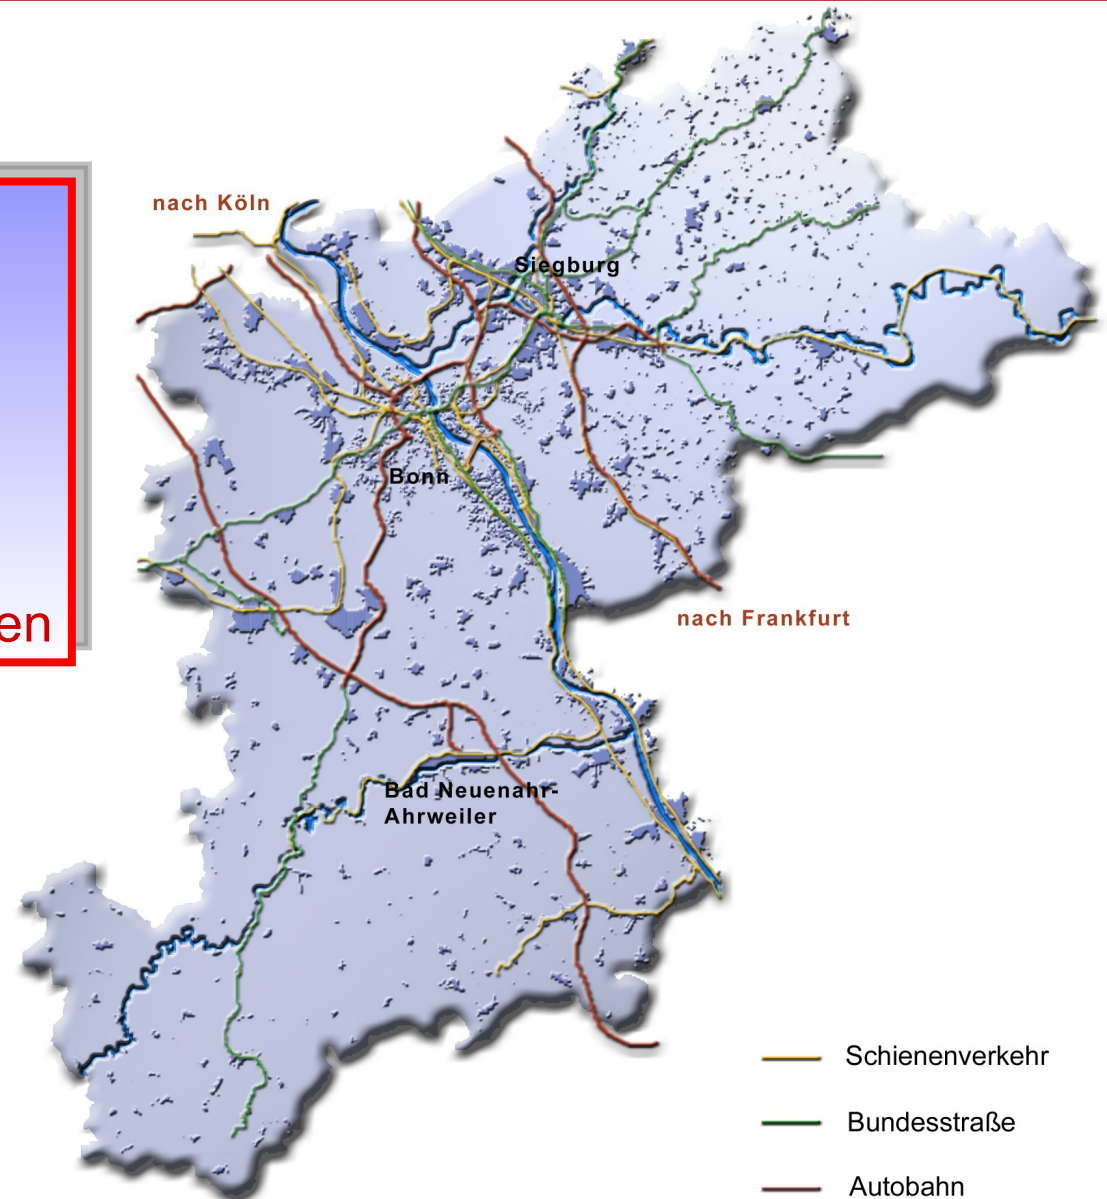 nach Köln
Siegburg
Bonn
en
nach Frankfurt
Bad Neuenahr-
Ahrweiler
Schienenverkehr
Bundesstraße
Autobahn